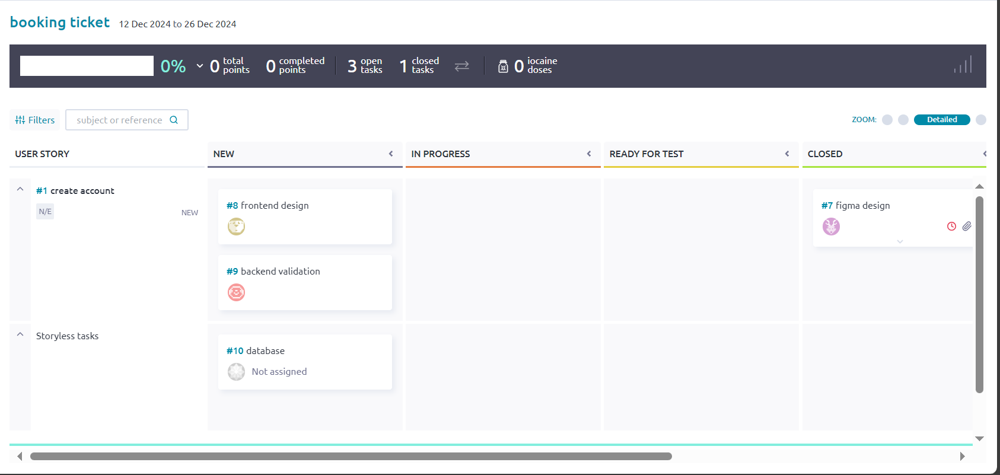 booking ticket 12 Dec 2024 to 26 Dec 2024
0% 0 total points 0 completed points 3 open tasks 1 closed tasks 0 iocaine doses
Filters subject or reference ZOOM: Detailed
USER STORY NEW IN PROGRESS READY FOR TEST CLOSED
#1 create account
N/E NEW
#8 frontend design
#9 backend validation
#7 figma design
Storyless tasks
#10 database
Not assigned